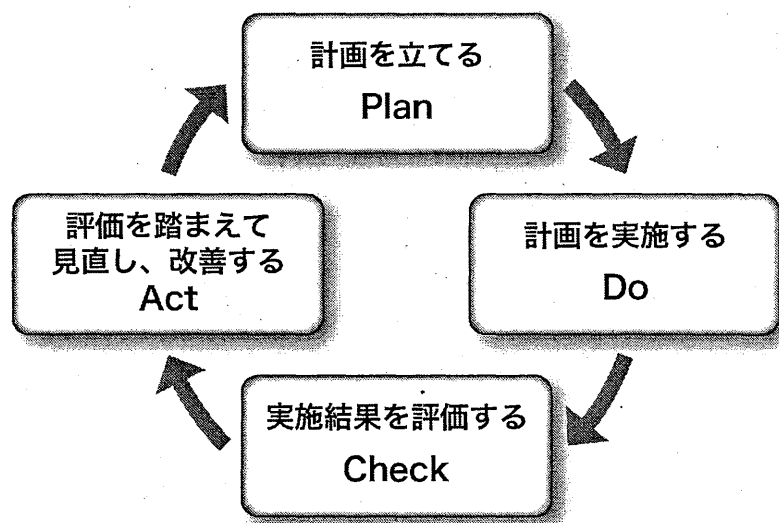 計画を立てる
Plan
計画を実施する
Do
実施結果を評価する
Check
評価を踏まえて
見直し、改善する
Act